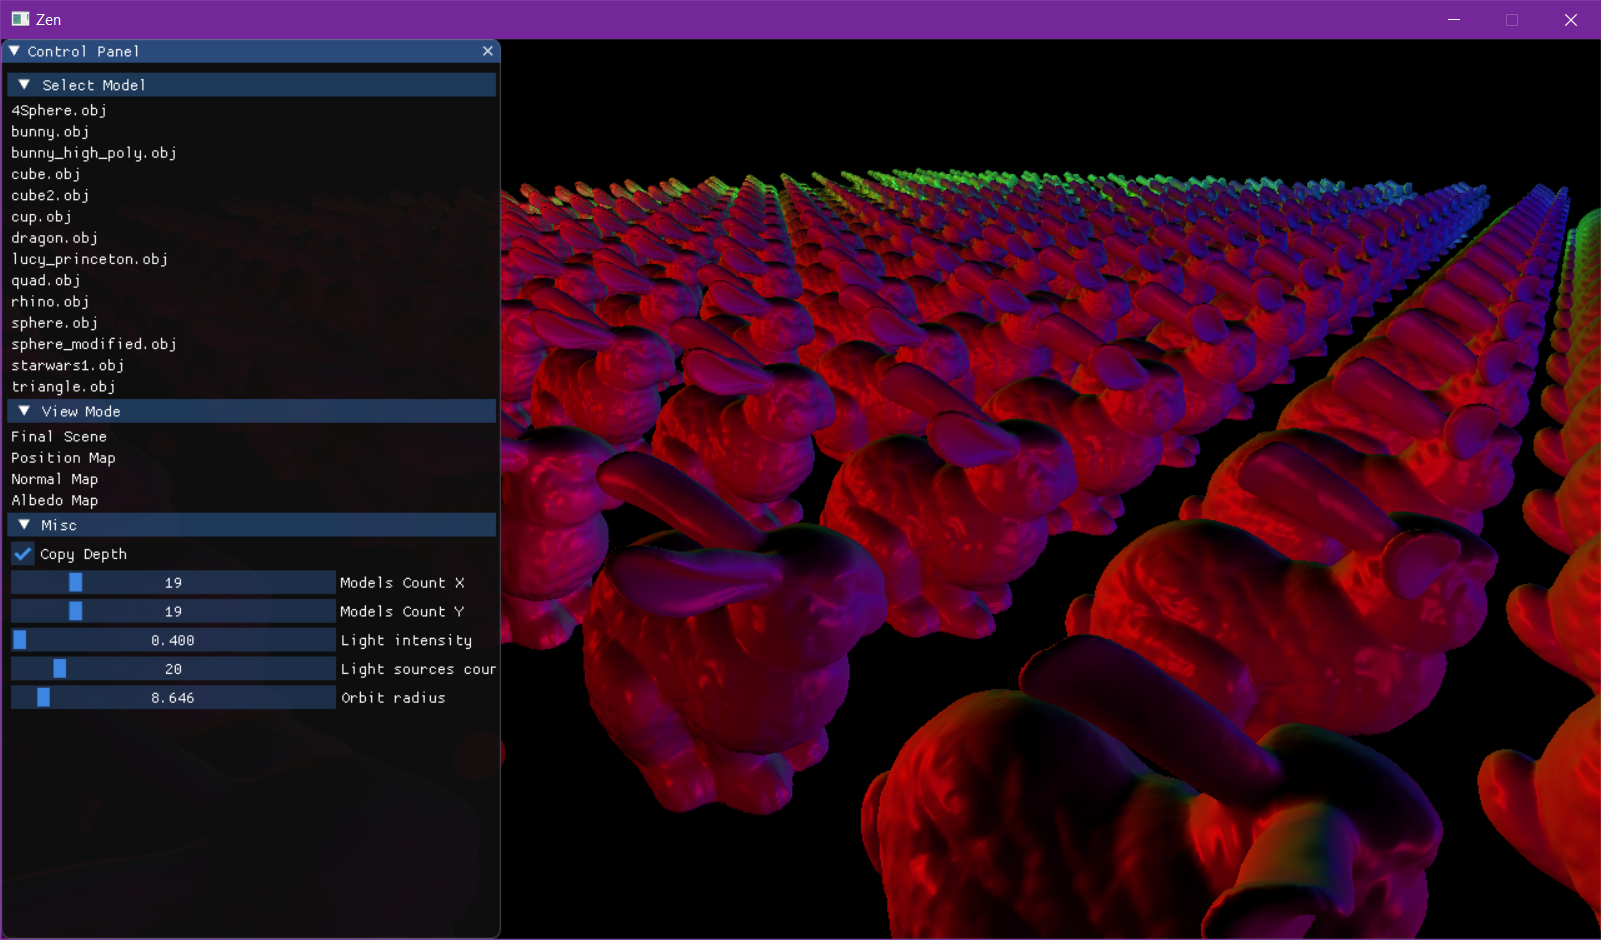 Zen
Control Panel
Select Model
4Sphere.obj
bunny.obj
bunny_high_poly.obj
cube.obj
cube2.obj
cup.obj
dragon.obj
lucy_princeton.obj
quad.obj
rhino.obj
sphere.obj
sphere_modified.obj
starwars1.obj
triangle.obj
View Mode
Final Scene
Position Map
Normal Map
Albedo Map
Misc
Copy Depth
19 Models Count X
19 Models Count Y
0.400 Light intensity
20 Light sources cour
8.646 Orbit radius